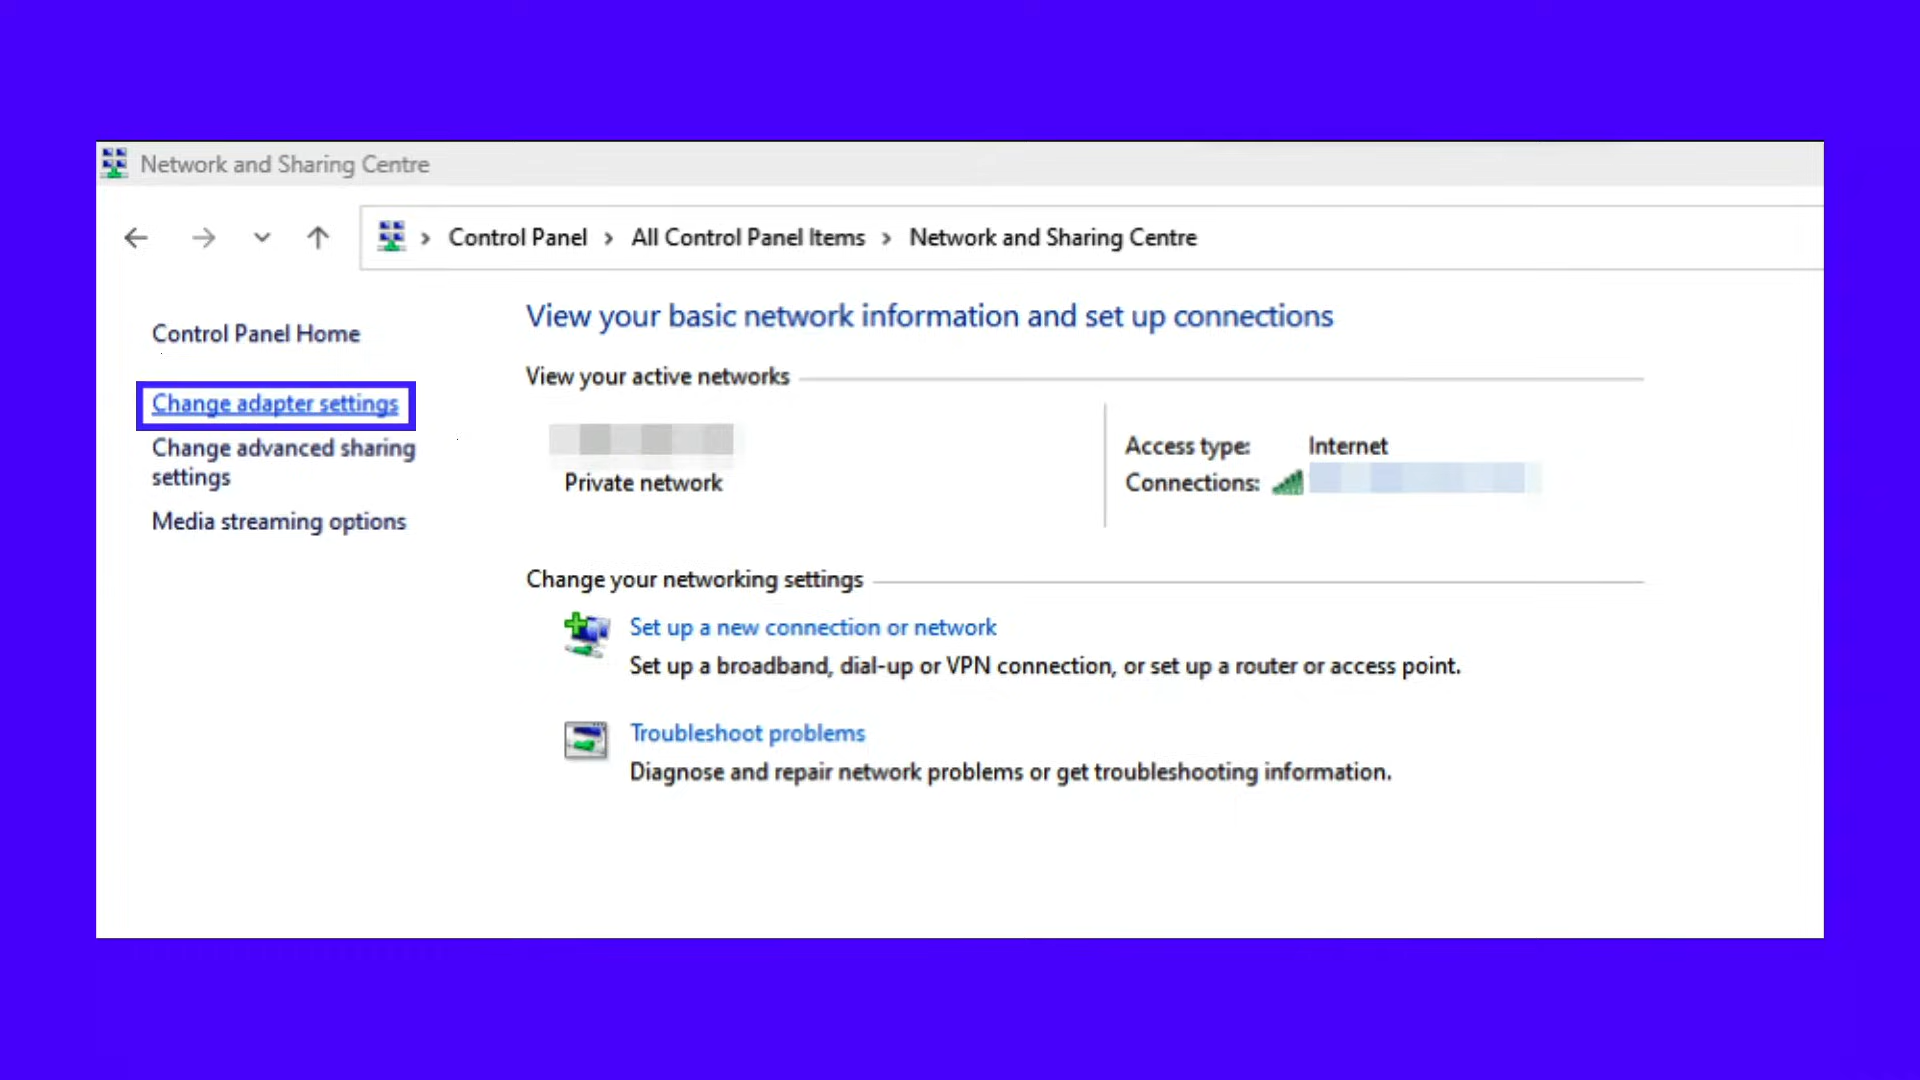 Network and Sharing Centre
Control Panel > All Control Panel Items > Network and Sharing Centre
Control Panel Home
Change adapter settings
Change advanced sharing
settings
Media streaming options
View your basic network information and set up connections
View your active networks
Private network
Access type: Internet
Connections:
Change your networking settings
Set up a new connection or network
Set up a broadband, dial-up or VPN connection, or set up a router or access point.
Troubleshoot problems
Diagnose and repair network problems or get troubleshooting information.